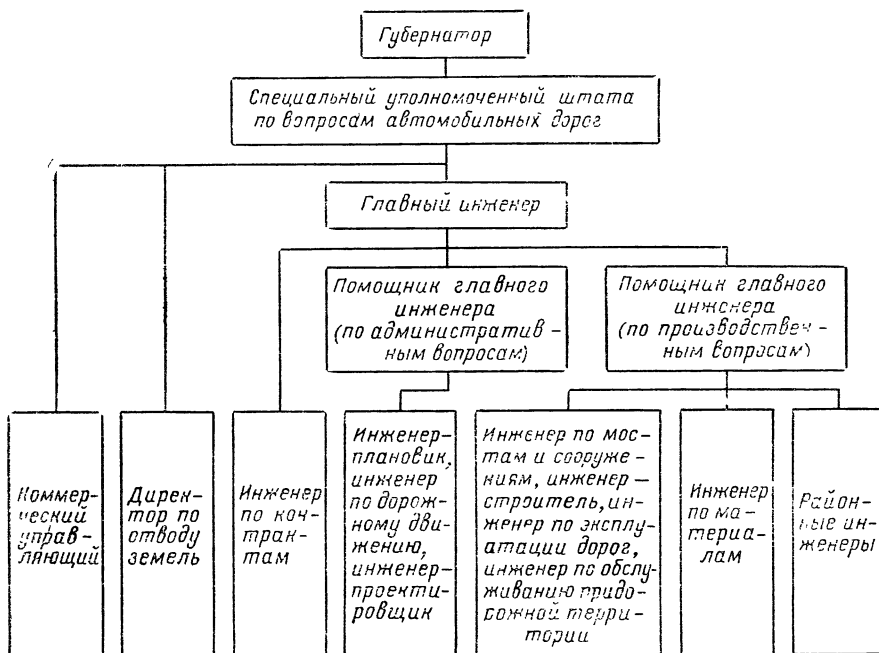 Губернатор
Специальный уполномоченный штата
по вопросам автомобильных дорог
Главный инженер
Помощник главного
инженера
(по административ-
ным вопросам)
Помощник главного
инженера
(по производствен-
ным вопросам)
Коммер-
ческий
управ-
ляющий
Дирек-
тор по
отводу
земель
Инженер
по кон-
трак-
там
Инженер-
плановик,
инженер
по дорож-
ному дви-
жению,
инженер-
проекти-
ровщик
Инженер по мос-
там и сооруже-
ниям, инженер-
строитель, ин-
женер по эксплу-
атации дорог,
инженер по обслу-
живанию придо-
рожной терри-
тории
Инженер
по ма-
териа-
лам
Район-
ные ин-
женеры